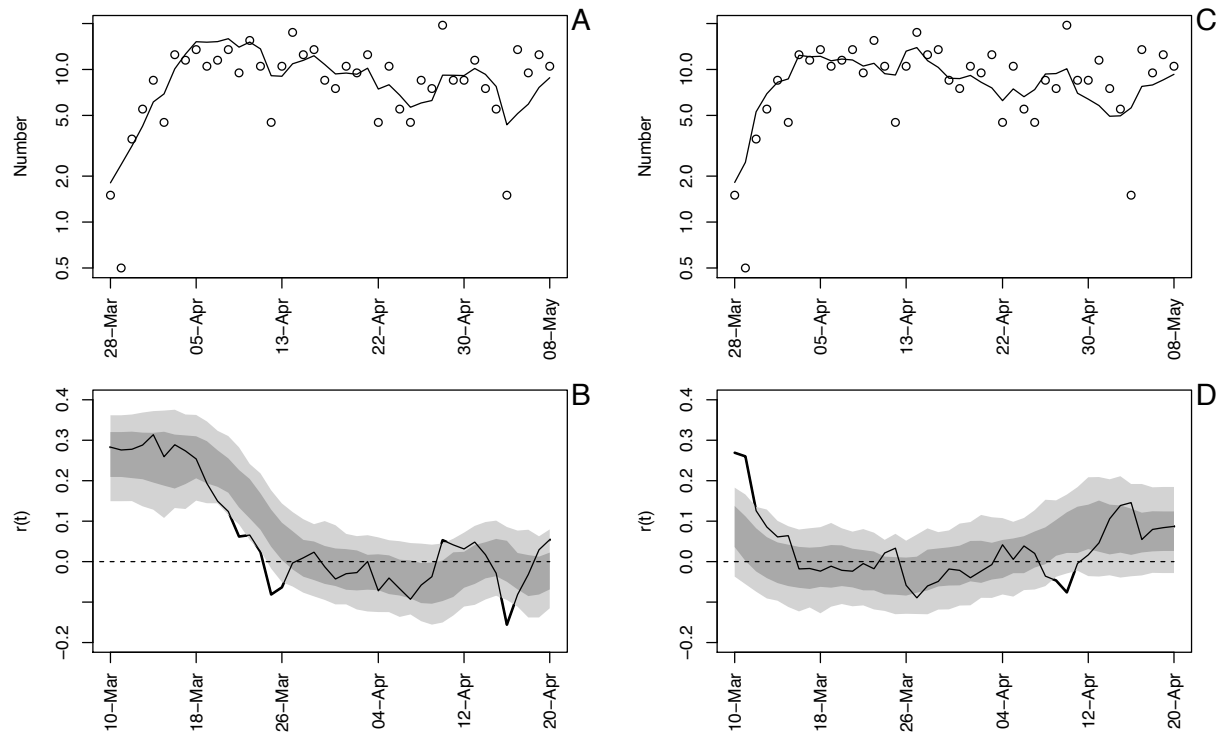 A
Number
10.0
5.0
2.0
1.0
0.5
28−Mar
05−Apr
13−Apr
22−Apr
30−Apr
08−May
C
Number
10.0
5.0
2.0
1.0
0.5
28−Mar
05−Apr
13−Apr
22−Apr
30−Apr
08−May
B
r(t)
0.4
0.3
0.2
0.1
0.0
−0.2
10−Mar
18−Mar
26−Mar
04−Apr
12−Apr
20−Apr
D
r(t)
0.4
0.3
0.2
0.1
0.0
−0.2
10−Mar
18−Mar
26−Mar
04−Apr
12−Apr
20−Apr